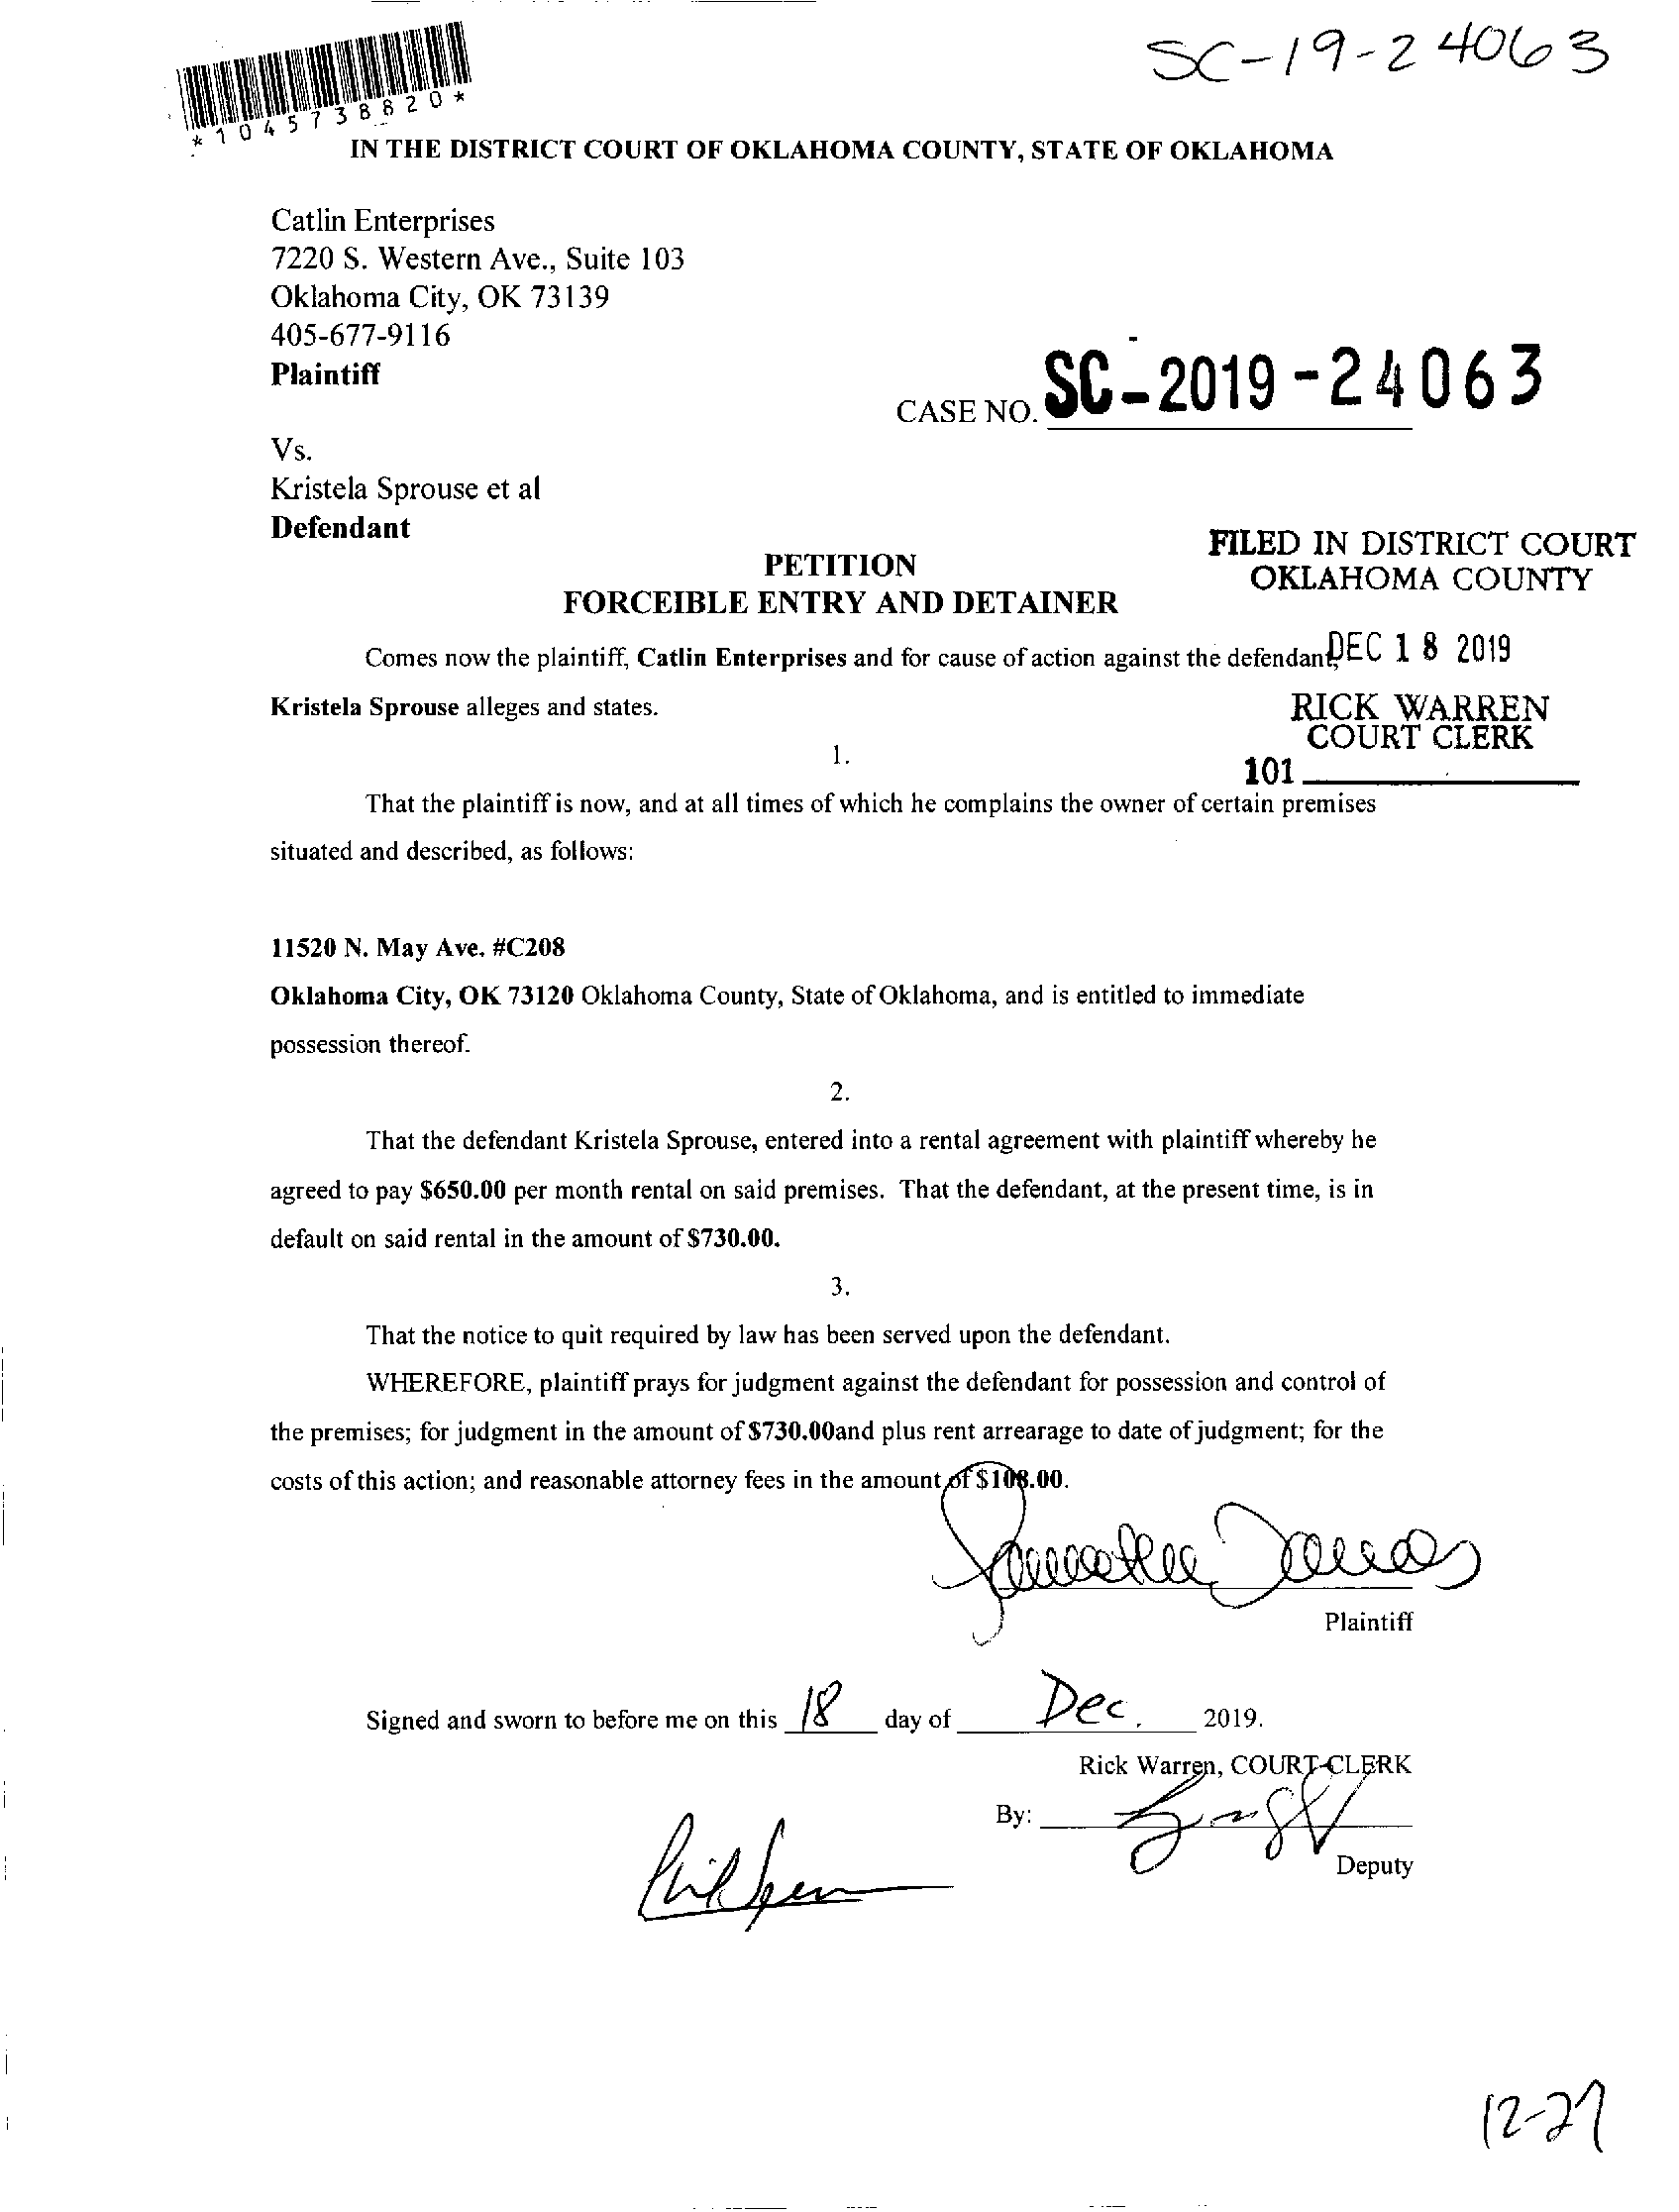 SC-19-24063
*1045738820*
IN THE DISTRICT COURT OF OKLAHOMA COUNTY, STATE OF OKLAHOMA
Catlin Enterprises
7220 S. Western Ave., Suite 103
Oklahoma City, OK 73139
405-677-9116
Plaintiff
CASE NO. SC-2019-24063
Vs.
Kristela Sprouse et al
Defendant
FILED IN DISTRICT COURT
OKLAHOMA COUNTY
PETITION
FORCEIBLE ENTRY AND DETAINER
DEC 18 2019
Comes now the plaintiff, Catlin Enterprises and for cause of action against the defendant,
Kristela Sprouse alleges and states.
RICK WARREN
COURT CLERK
101
1.
That the plaintiff is now, and at all times of which he complains the owner of certain premises
situated and described, as follows:
11520 N. May Ave. #C208
Oklahoma City, OK 73120 Oklahoma County, State of Oklahoma, and is entitled to immediate
possession thereof.
2.
That the defendant Kristela Sprouse, entered into a rental agreement with plaintiff whereby he
agreed to pay $650.00 per month rental on said premises. That the defendant, at the present time, is in
default on said rental in the amount of $730.00.
3.
That the notice to quit required by law has been served upon the defendant.
WHEREFORE, plaintiff prays for judgment against the defendant for possession and control of
the premises; for judgment in the amount of $730.00and plus rent arrearage to date of judgment; for the
costs of this action; and reasonable attorney fees in the amount of $108.00.
Plaintiff
Signed and sworn to before me on this 18 day of Dec. 2019.
Rick Warren, COURT CLERK
By:
Deputy
12-27